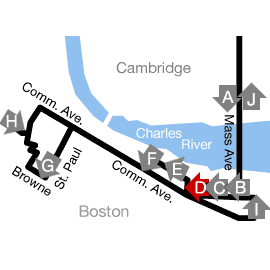 Cambridge
A
J
Comm. Ave.
H
Charles
River
Mass Ave
F
E
G
St. Paul
Browne
Comm. Ave.
D
C
B
I
Boston